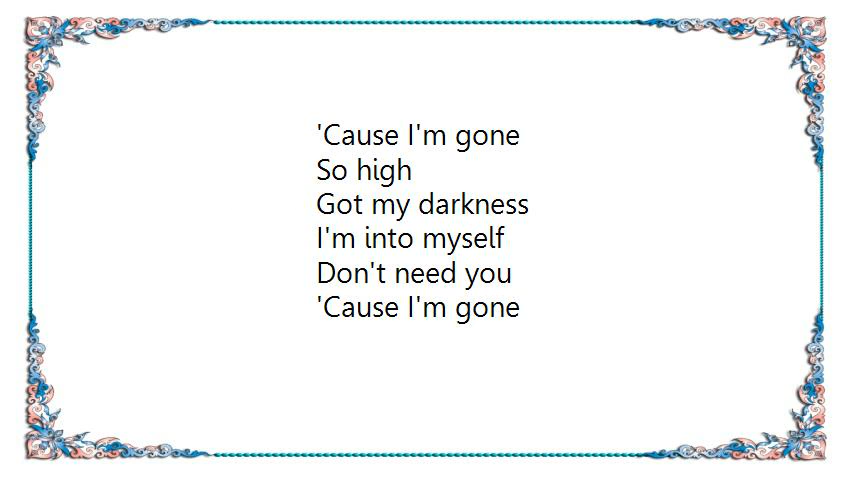 'Cause I'm gone
So high
Got my darkness
I'm into myself
Don't need you
'Cause I'm gone